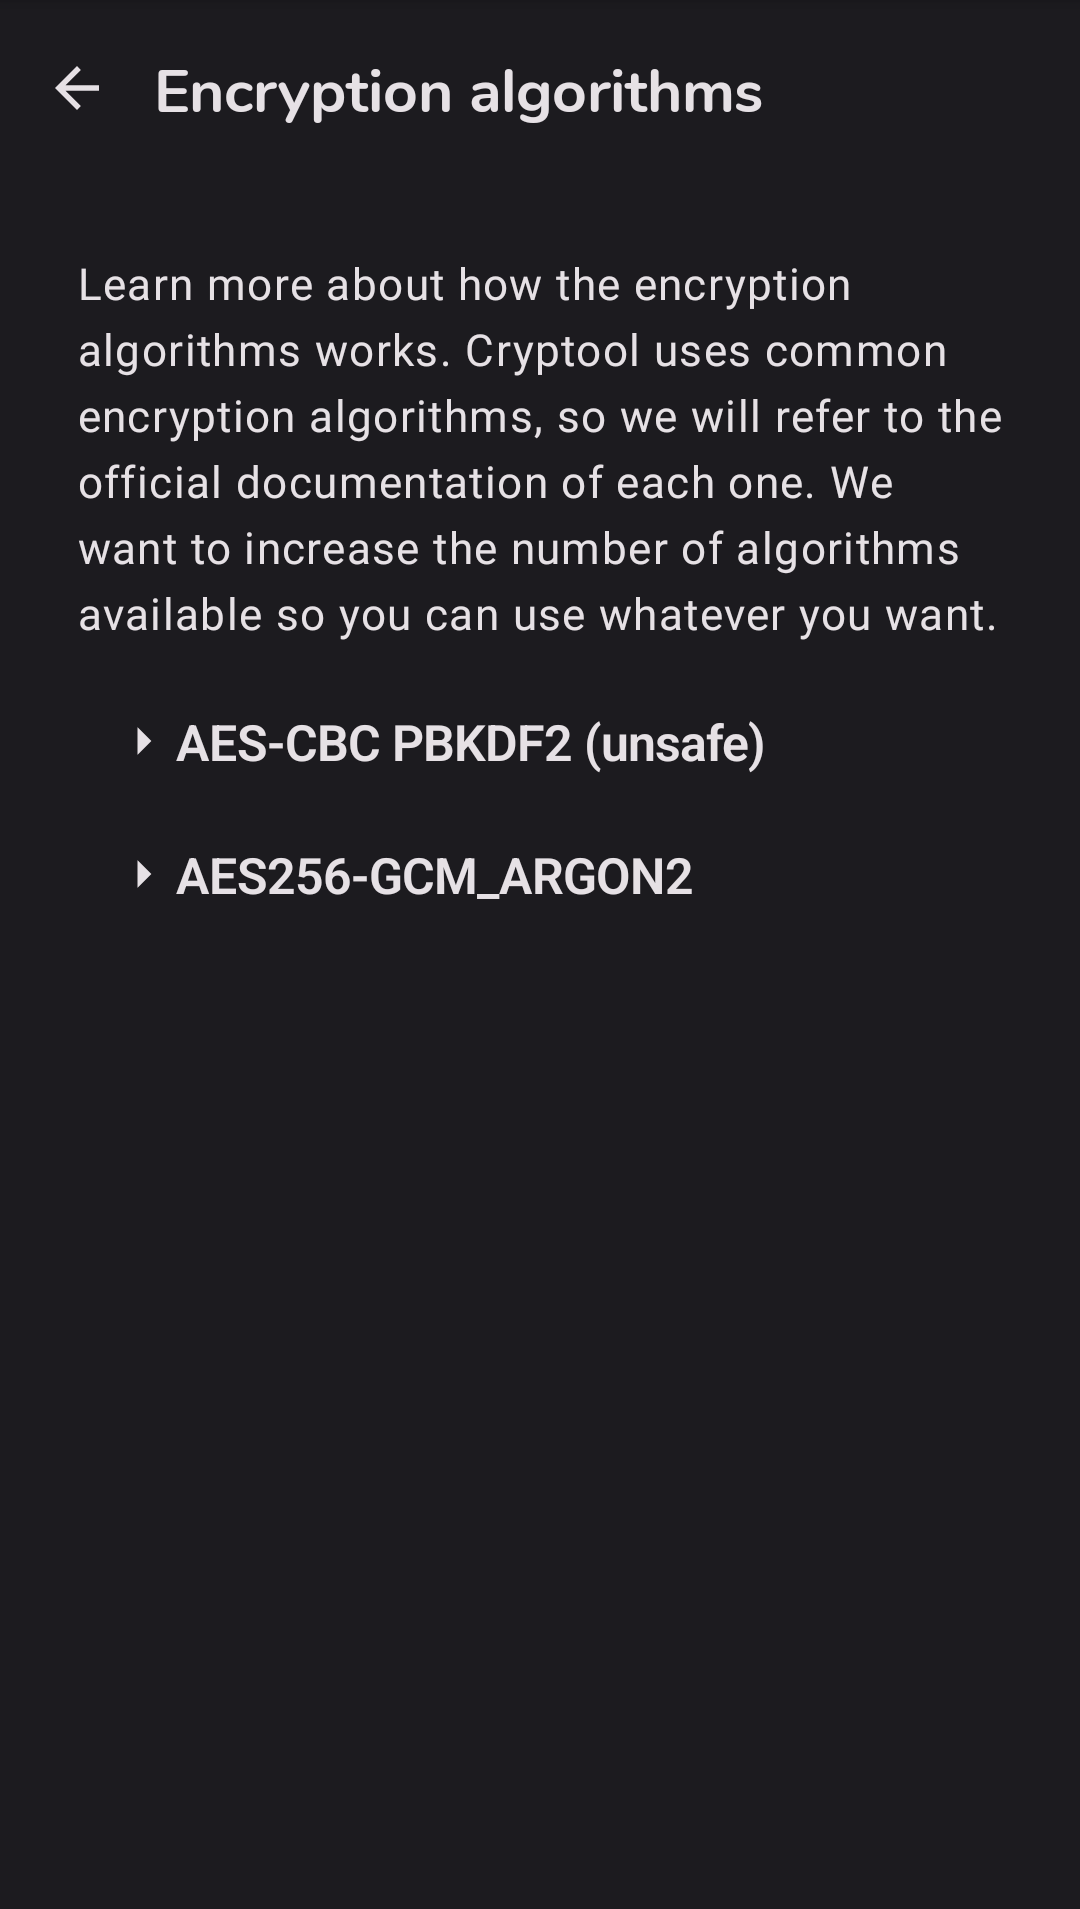 Encryption algorithms
Learn more about how the encryption
algorithms works. Cryptool uses common
encryption algorithms, so we will refer to the
official documentation of each one. We
want to increase the number of algorithms
available so you can use whatever you want.
AES-CBC PBKDF2 (unsafe)
AES256-GCM_ARGON2